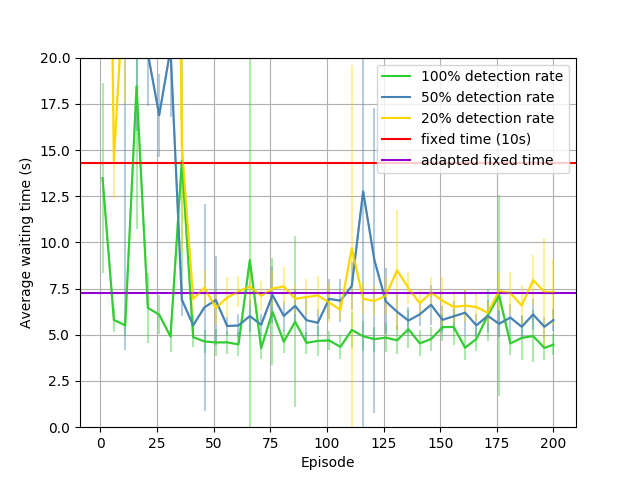 20.0
17.5
15.0
12.5
10.0
7.5
5.0
2.5
0.0
Average waiting time (s)
100% detection rate
50% detection rate
20% detection rate
fixed time (10s)
adapted fixed time
0 25 50 75 100 125 150 175 200
Episode